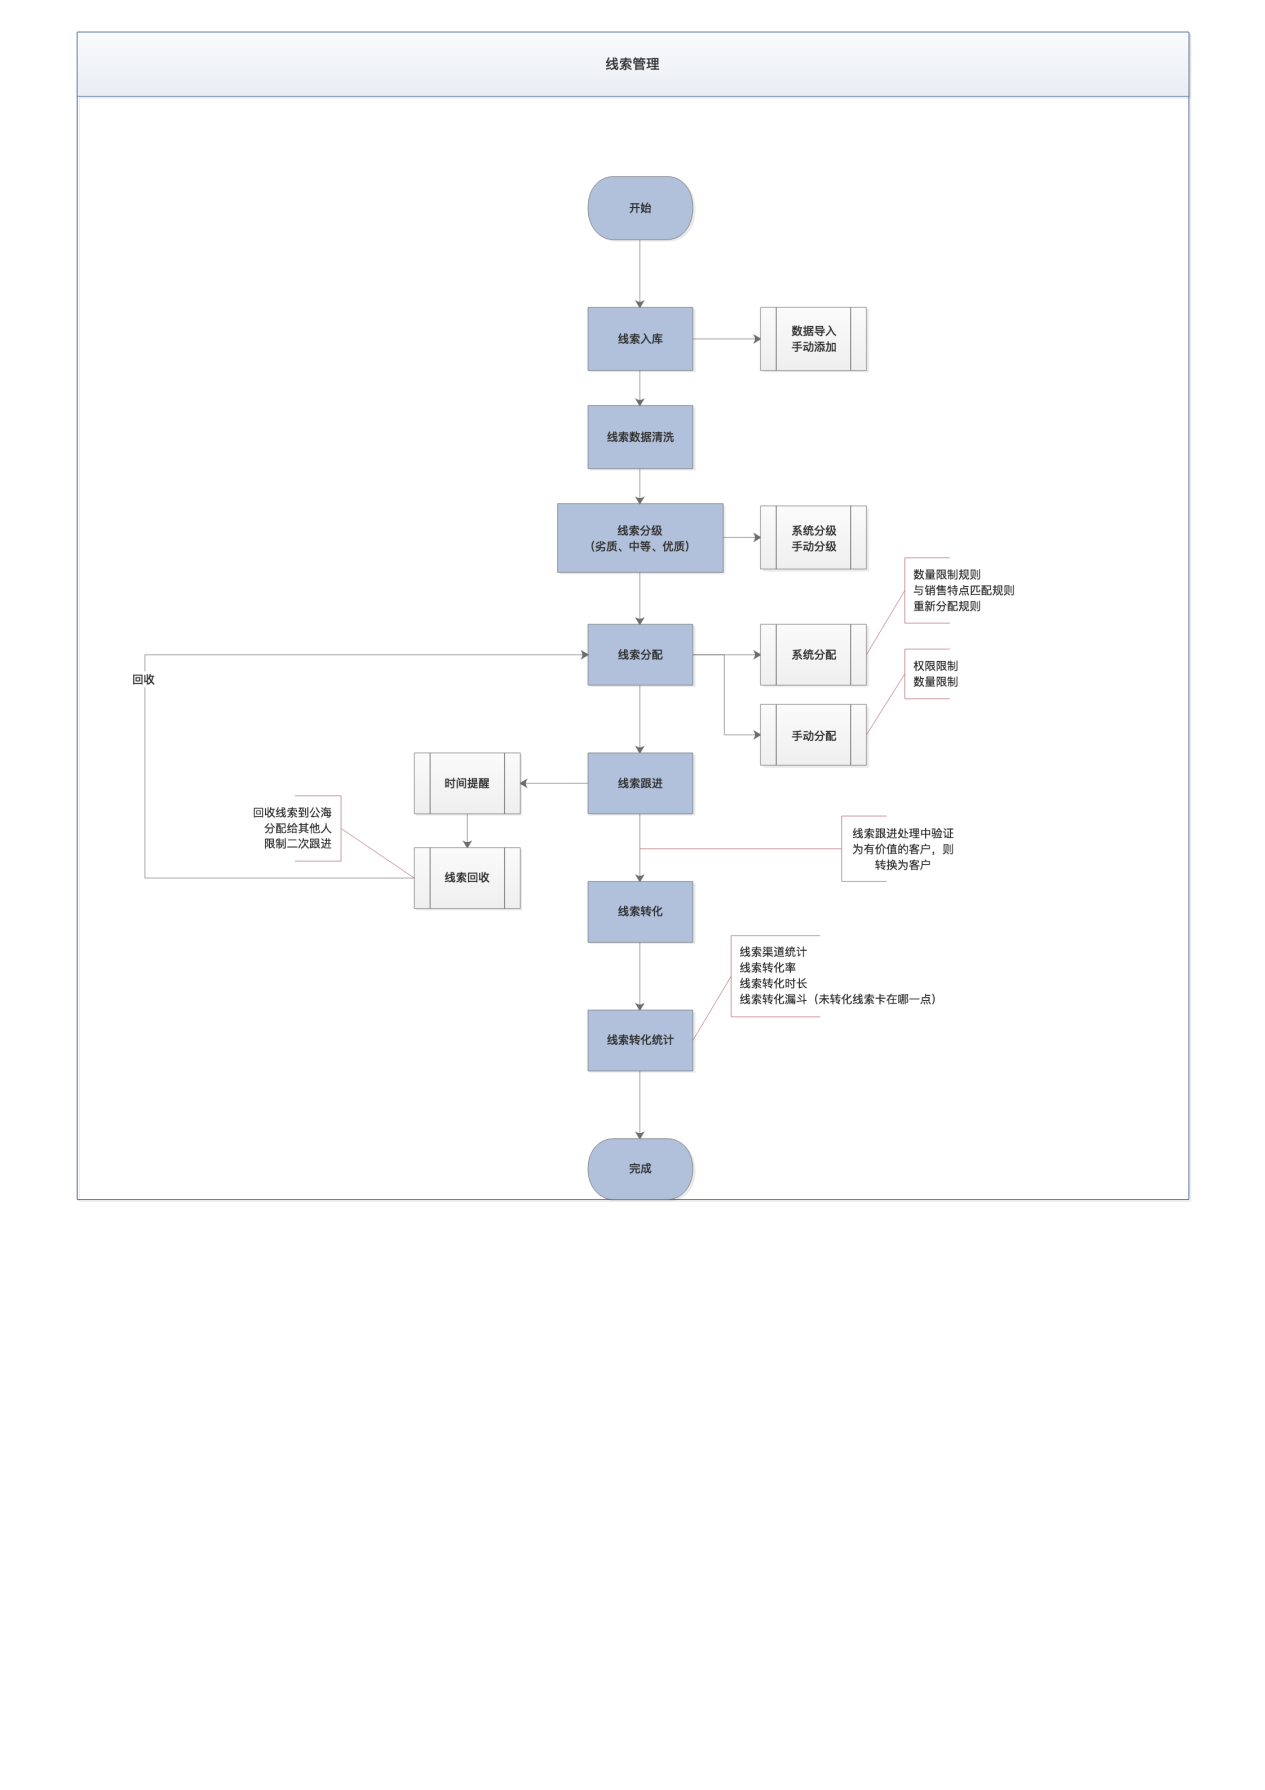 线索管理
开始
线索入库
数据导入
手动添加
线索数据清洗
线索分级
（劣质、中等、优质）
系统分级
手动分级
数量限制规则
与销售特点匹配规则
重新分配规则
线索分配
系统分配
回收
权限限制
数量限制
手动分配
时间提醒
线索跟进
回收线索到公海
分配给其他人
限制二次跟进
线索跟进处理中验证
为有价值的客户，则
转换为客户
线索回收
线索转化
线索渠道统计
线索转化率
线索转化时长
线索转化漏斗（未转化线索卡在哪一点）
线索转化统计
完成